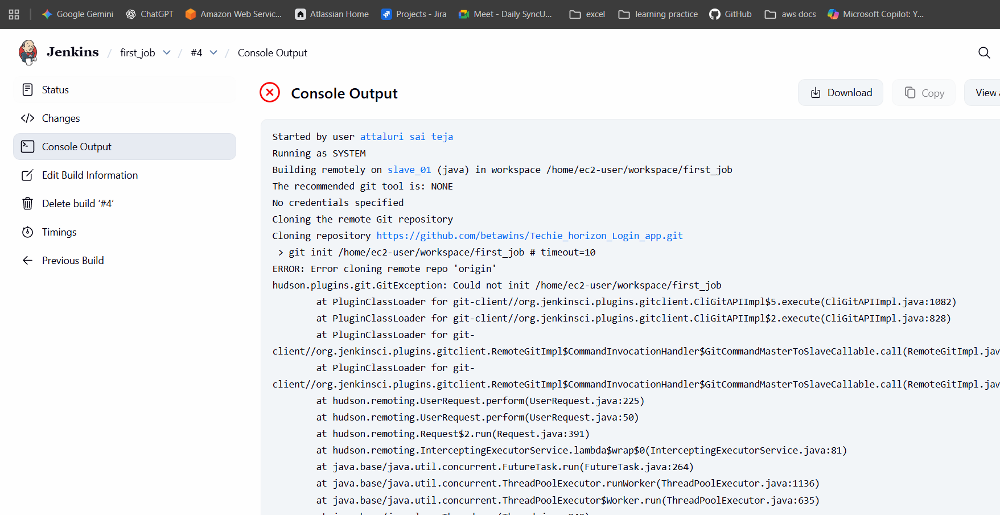 Google Gemini
ChatGPT
Amazon Web Servic...
Atlassian Home
Projects - Jira
Meet - Daily SyncU...
excel
learning practice
GitHub
aws docs
Microsoft Copilot: Y...
Jenkins / first_job / #4 / Console Output
Status
Changes
Console Output
Edit Build Information
Delete build ‘#4’
Timings
Previous Build
Console Output
Download
Copy
View
Started by user attaluri sai teja
Running as SYSTEM
Building remotely on slave_01 (java) in workspace /home/ec2-user/workspace/first_job
The recommended git tool is: NONE
No credentials specified
Cloning the remote Git repository
Cloning repository https://github.com/betawins/Techie_horizon_Login_app.git
> git init /home/ec2-user/workspace/first_job # timeout=10
ERROR: Error cloning remote repo 'origin'
hudson.plugins.git.GitException: Could not init /home/ec2-user/workspace/first_job
at PluginClassLoader for git-client//org.jenkinsci.plugins.gitclient.CliGitAPIImpl$5.execute(CliGitAPIImpl.java:1082)
at PluginClassLoader for git-client//org.jenkinsci.plugins.gitclient.CliGitAPIImpl$2.execute(CliGitAPIImpl.java:828)
at PluginClassLoader for git-
client//org.jenkinsci.plugins.gitclient.RemoteGitImpl$CommandInvocationHandler$GitCommandMasterToSlaveCallable.call(RemoteGitImpl.jav
at PluginClassLoader for git-
client//org.jenkinsci.plugins.gitclient.RemoteGitImpl$CommandInvocationHandler$GitCommandMasterToSlaveCallable.call(RemoteGitImpl.jav
at hudson.remoting.UserRequest.perform(UserRequest.java:225)
at hudson.remoting.UserRequest.perform(UserRequest.java:50)
at hudson.remoting.Request$2.run(Request.java:391)
at hudson.remoting.InterceptingExecutorService.lambda$wrap$0(InterceptingExecutorService.java:81)
at java.base/java.util.concurrent.FutureTask.run(FutureTask.java:264)
at java.base/java.util.concurrent.ThreadPoolExecutor.runWorker(ThreadPoolExecutor.java:1136)
at java.base/java.util.concurrent.ThreadPoolExecutor$Worker.run(ThreadPoolExecutor.java:635)